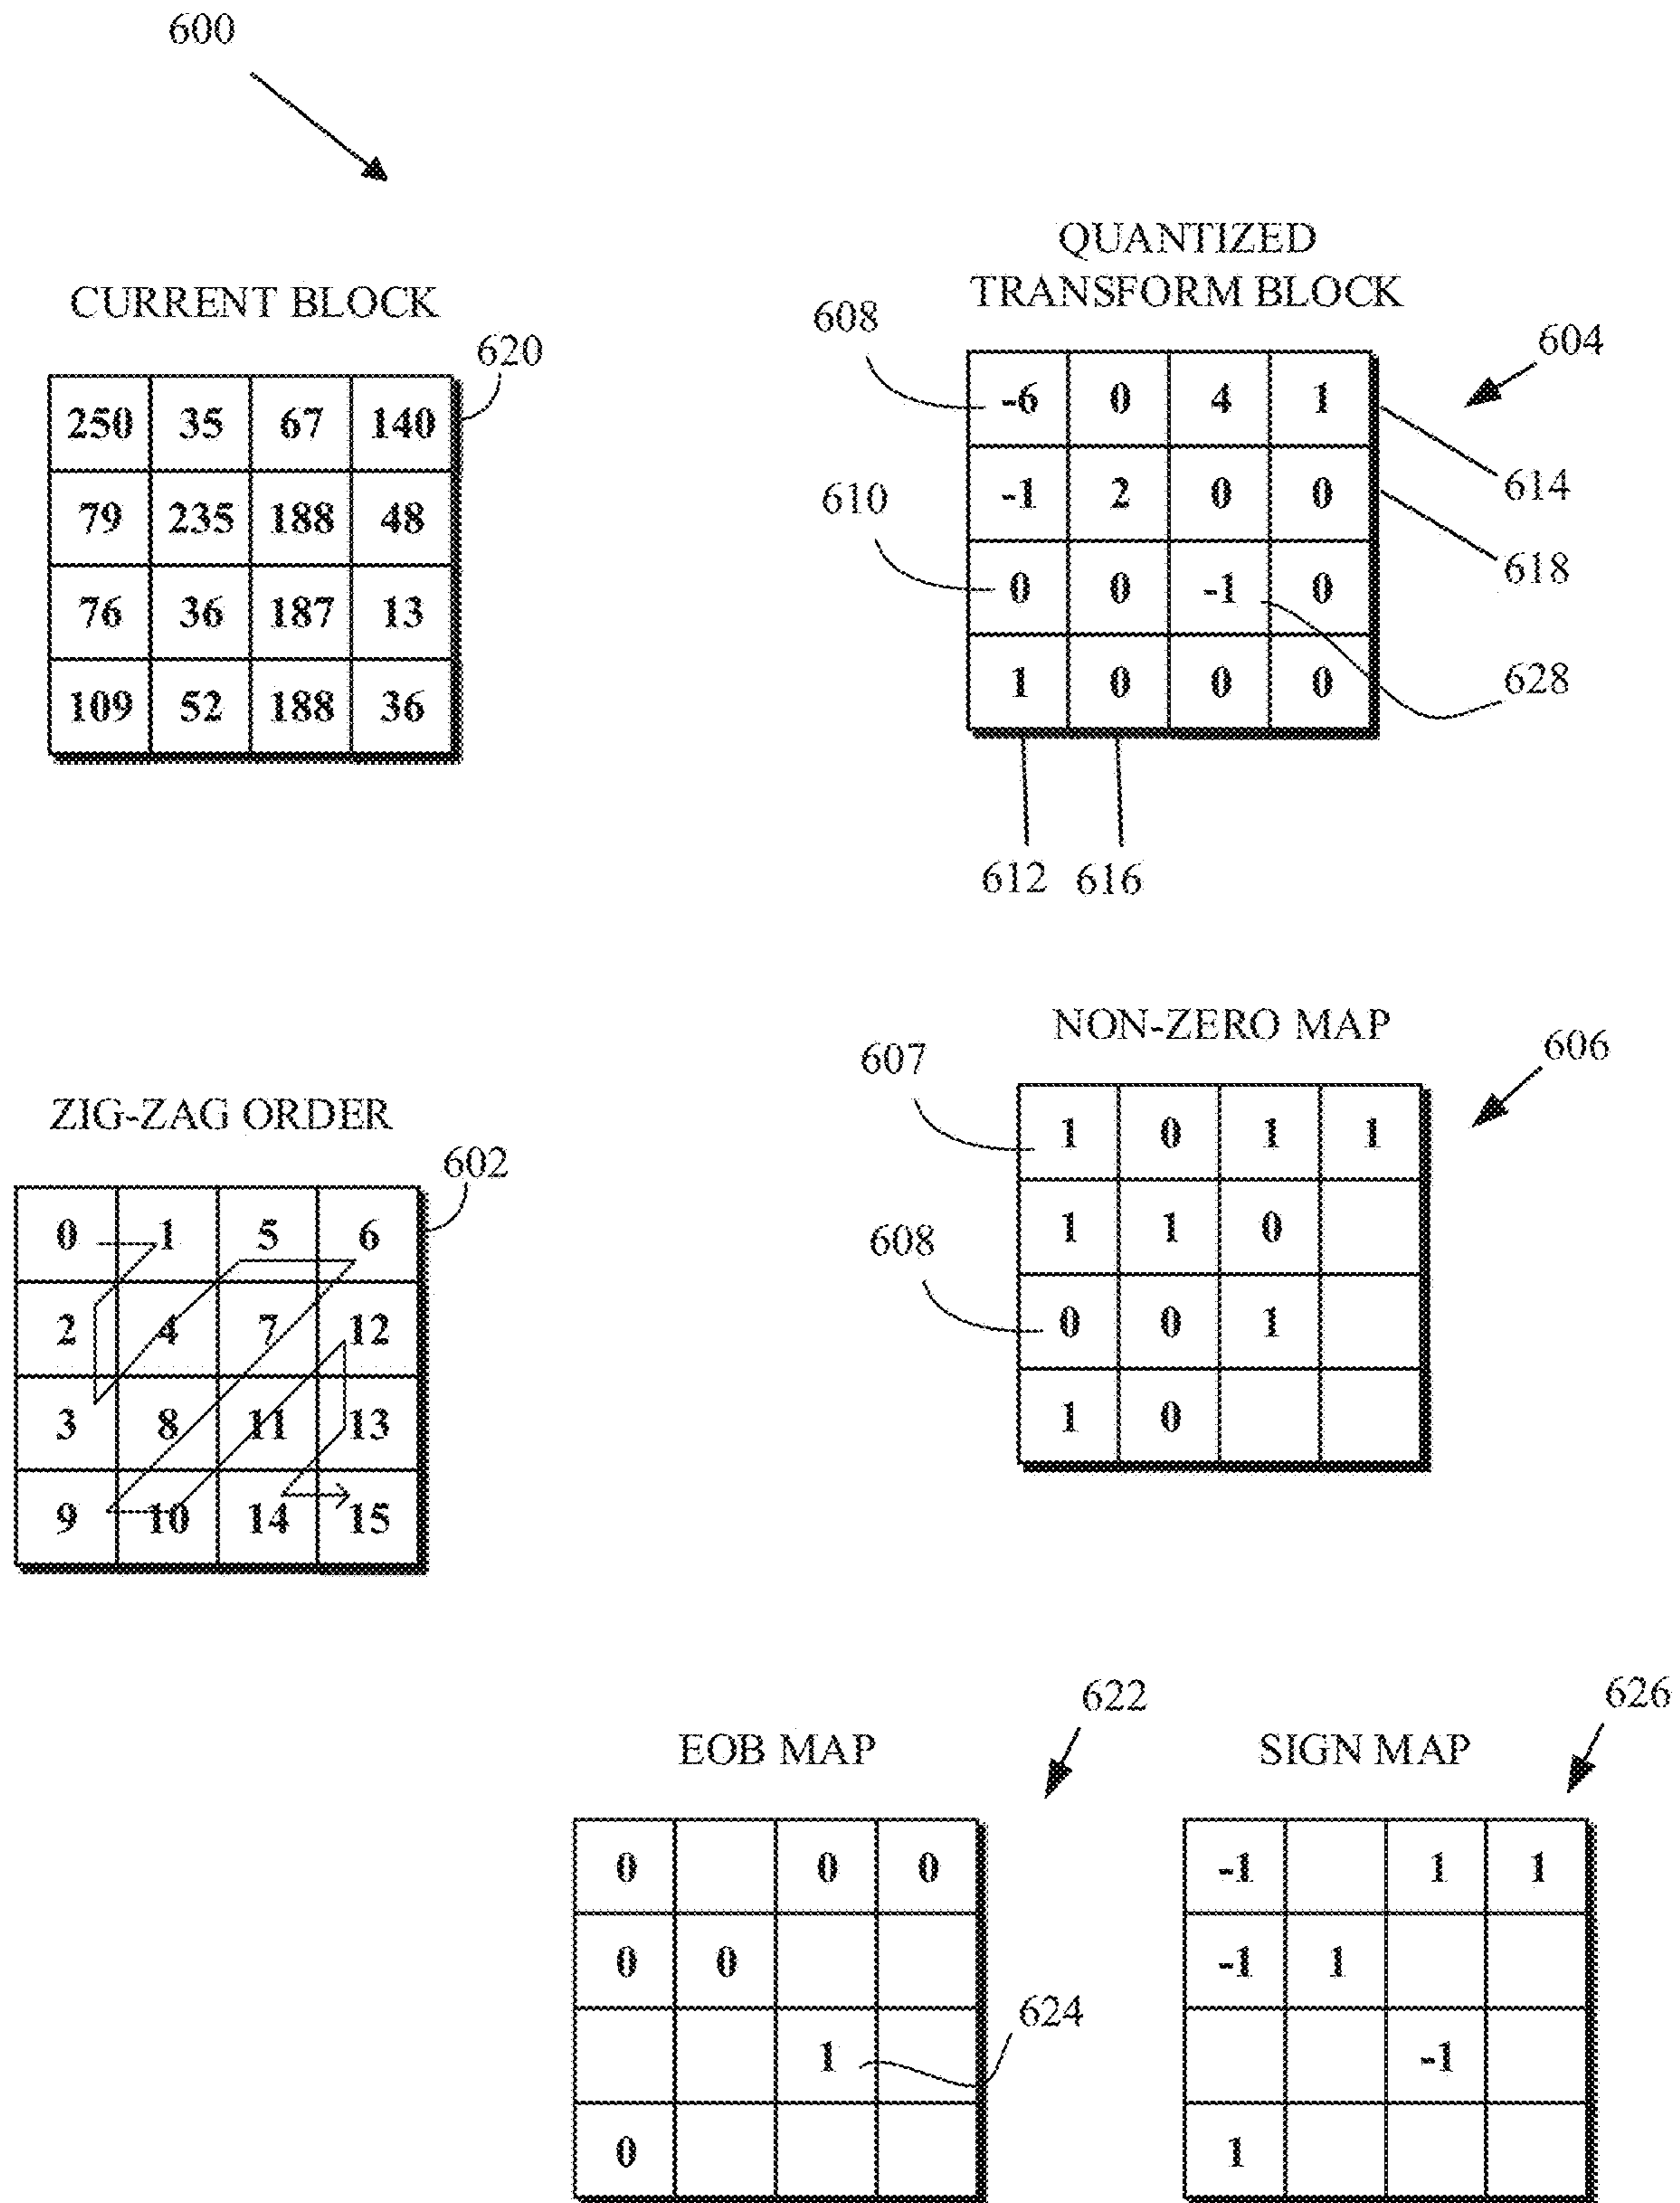 600
CURRENT BLOCK
620
250 35 67 140
79 235 188 48
76 36 187 13
109 52 188 36
QUANTIZED
TRANSFORM BLOCK
608
604
-6 0 4 1
614
610
-1 2 0 0
618
0 0 -1 0
628
1 0 0 0
612 616
ZIG-ZAG ORDER
602
0 1 5 6
2 4 7 12
3 8 11 13
9 10 14 15
NON-ZERO MAP
607
606
1 0 1 1
608
1 1 0
0 0 1
1 0
EOB MAP
622
0 0 0
0 0
624
1
0
SIGN MAP
626
-1 1 1
-1 1
-1
1